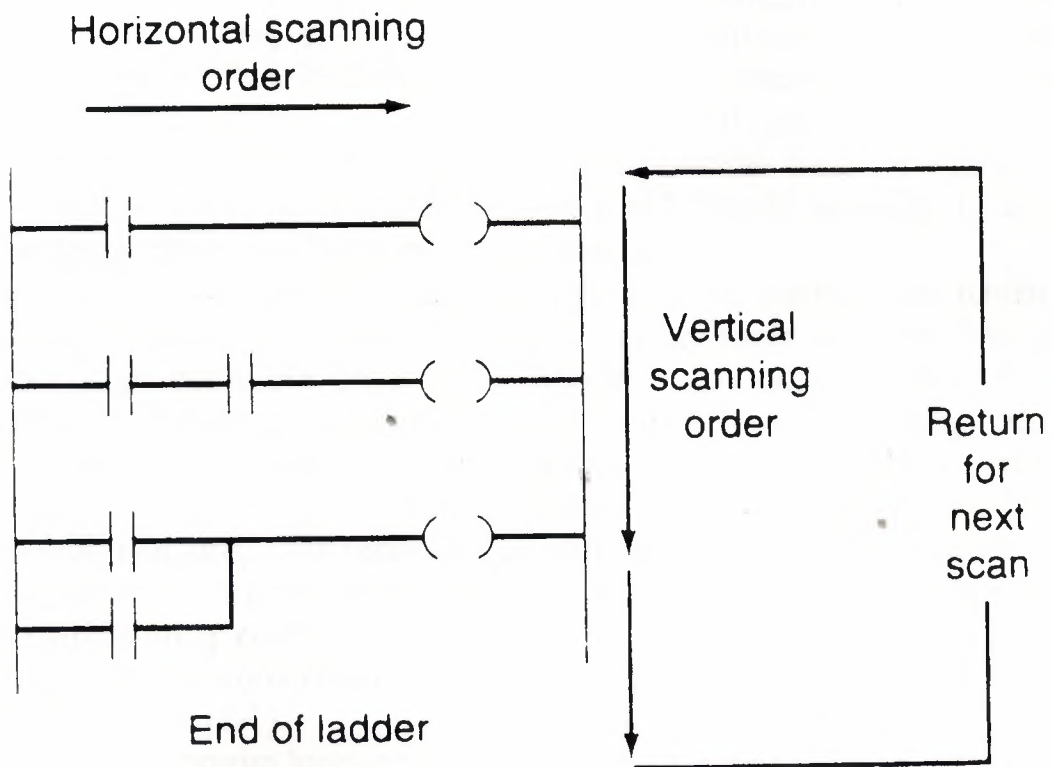 Horizontal scanning
order
Vertical
scanning
order
Return
for
next
scan
End of ladder